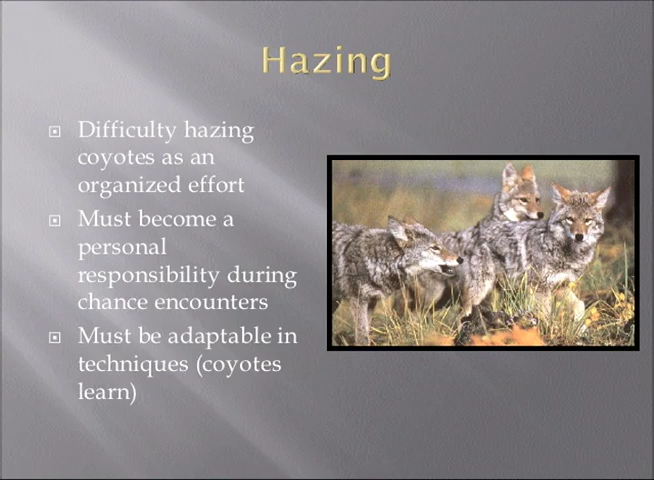 Hazing
Difficulty hazing
coyotes as an
organized effort
Must become a
personal
responsibility during
chance encounters
Must be adaptable in
techniques (coyotes
learn)